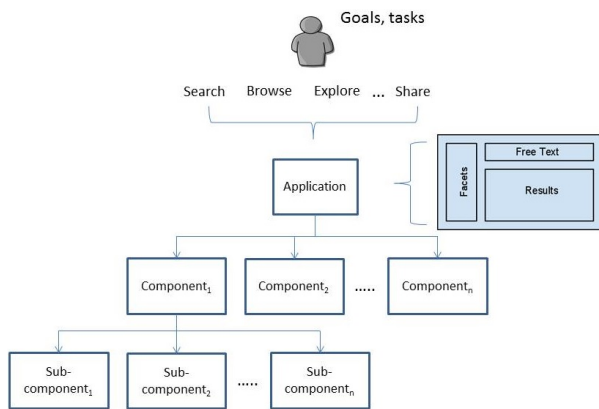 Goals, tasks
Search Browse Explore ... Share
Application
Facets
Free Text
Results
Component₁ Component₂ ..... Componentₙ
Sub-
component₁
Sub-
component₂
.....
Sub-
componentₙ